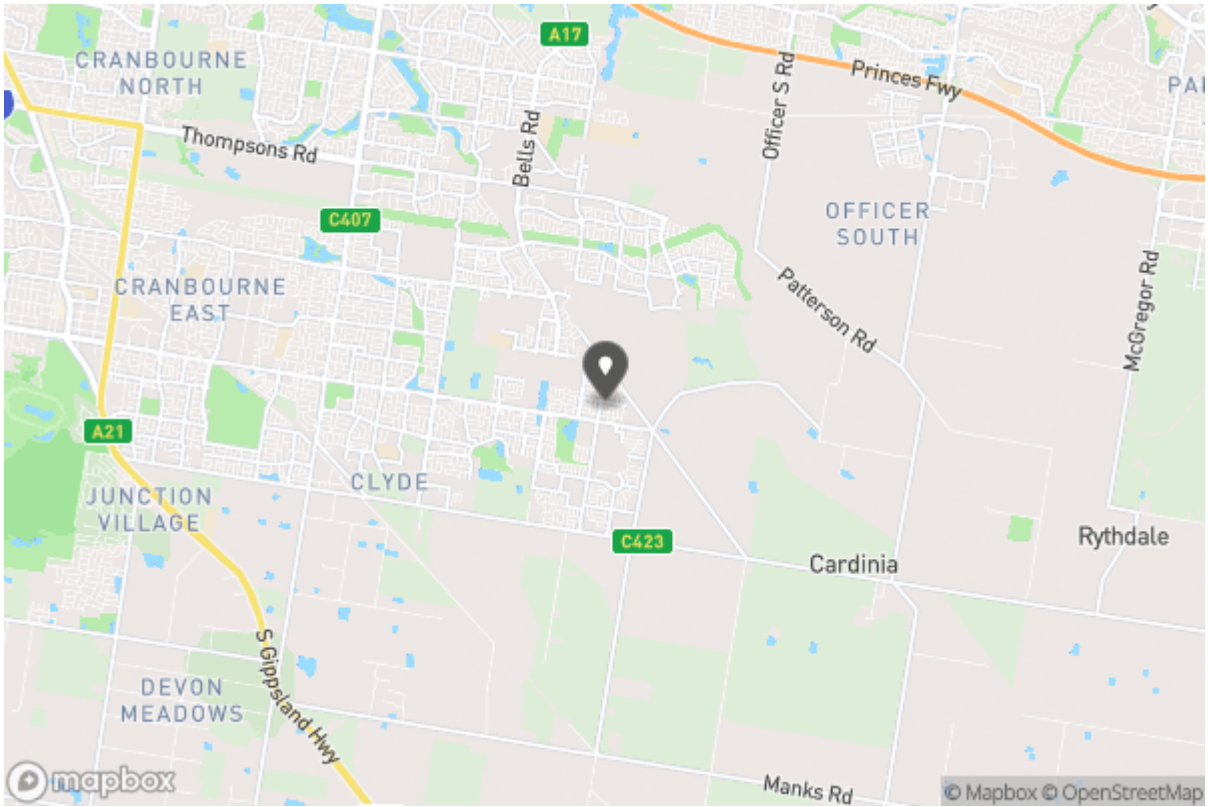 A17
CRANBOURNE
NORTH
Princes Fwy
Officer S Rd
Thompsons Rd
Bells Rd
C407
OFFICER
SOUTH
CRANBOURNE
EAST
Patterson Rd
McGregor Rd
A21
CLYDE
JUNCTION
VILLAGE
C423
Rythdale
Cardinia
S Gippsland Hwy
DEVON
MEADOWS
Manks Rd
mapbox
© Mapbox © OpenStreetMap